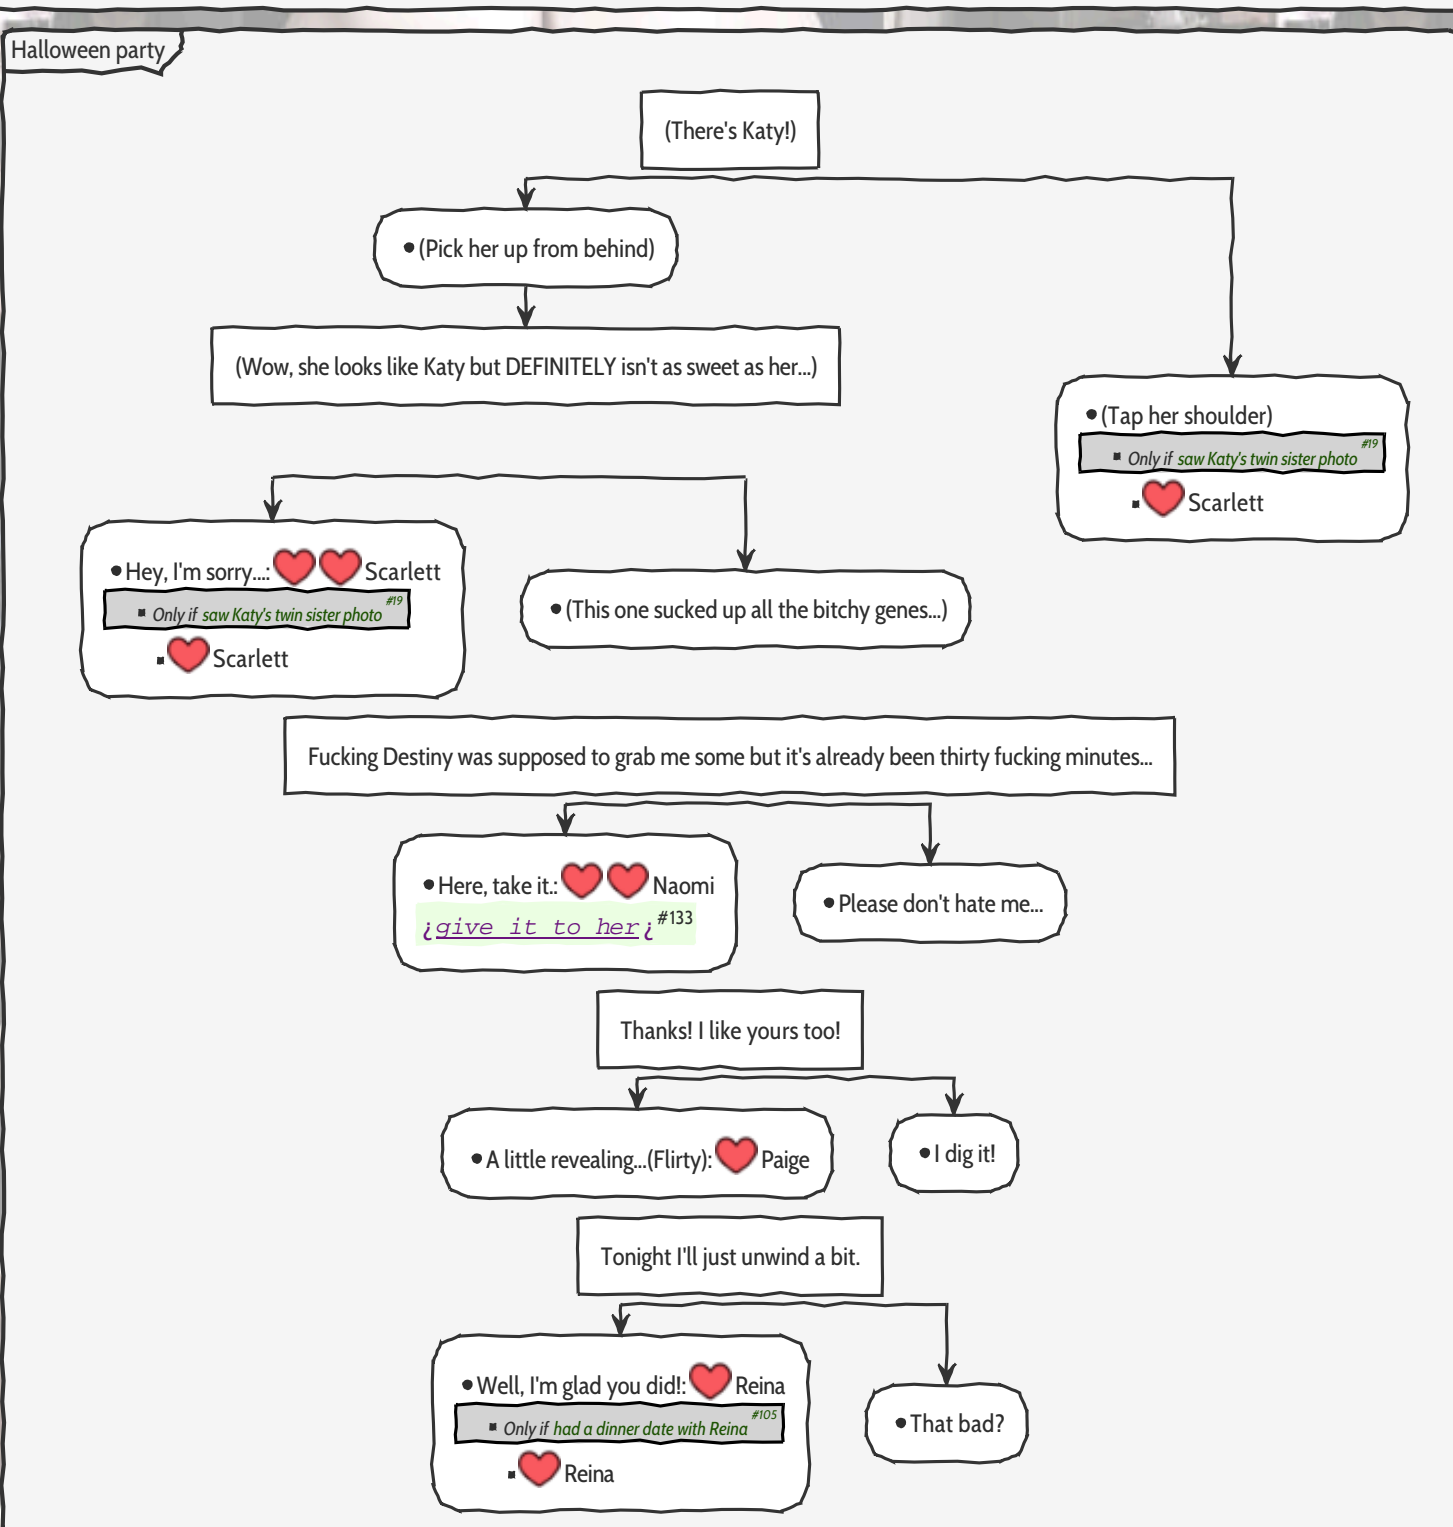 Halloween party
(There's Katy!)
(Pick her up from behind)
(Wow, she looks like Katy but DEFINITELY isn't as sweet as her...)
(Tap her shoulder)
Only if saw Katy's twin sister photo #19
Scarlett
Hey, I'm sorry...: Scarlett
Only if saw Katy's twin sister photo #19
Scarlett
(This one sucked up all the bitchy genes...)
Fucking Destiny was supposed to grab me some but it's already been thirty fucking minutes...
Here, take it.: Naomi
¿give it to her¿ #133
Please don't hate me...
Thanks! I like yours too!
A little revealing...(Flirty): Paige
I dig it!
Tonight I'll just unwind a bit.
Well, I'm glad you did!: Reina
Only if had a dinner date with Reina #105
Reina
That bad?